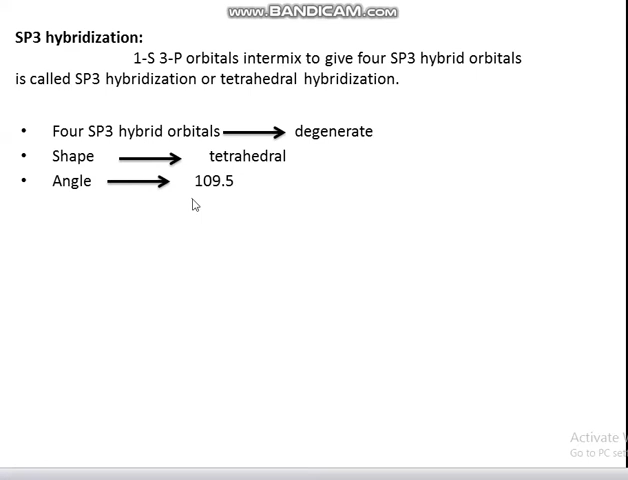 www.BANDICAM.com
SP3 hybridization:
1-S 3-P orbitals intermix to give four SP3 hybrid orbitals
is called SP3 hybridization or tetrahedral hybridization.
• Four SP3 hybrid orbitals degenerate
• Shape tetrahedral
• Angle 109.5
Activate
Go to PC set